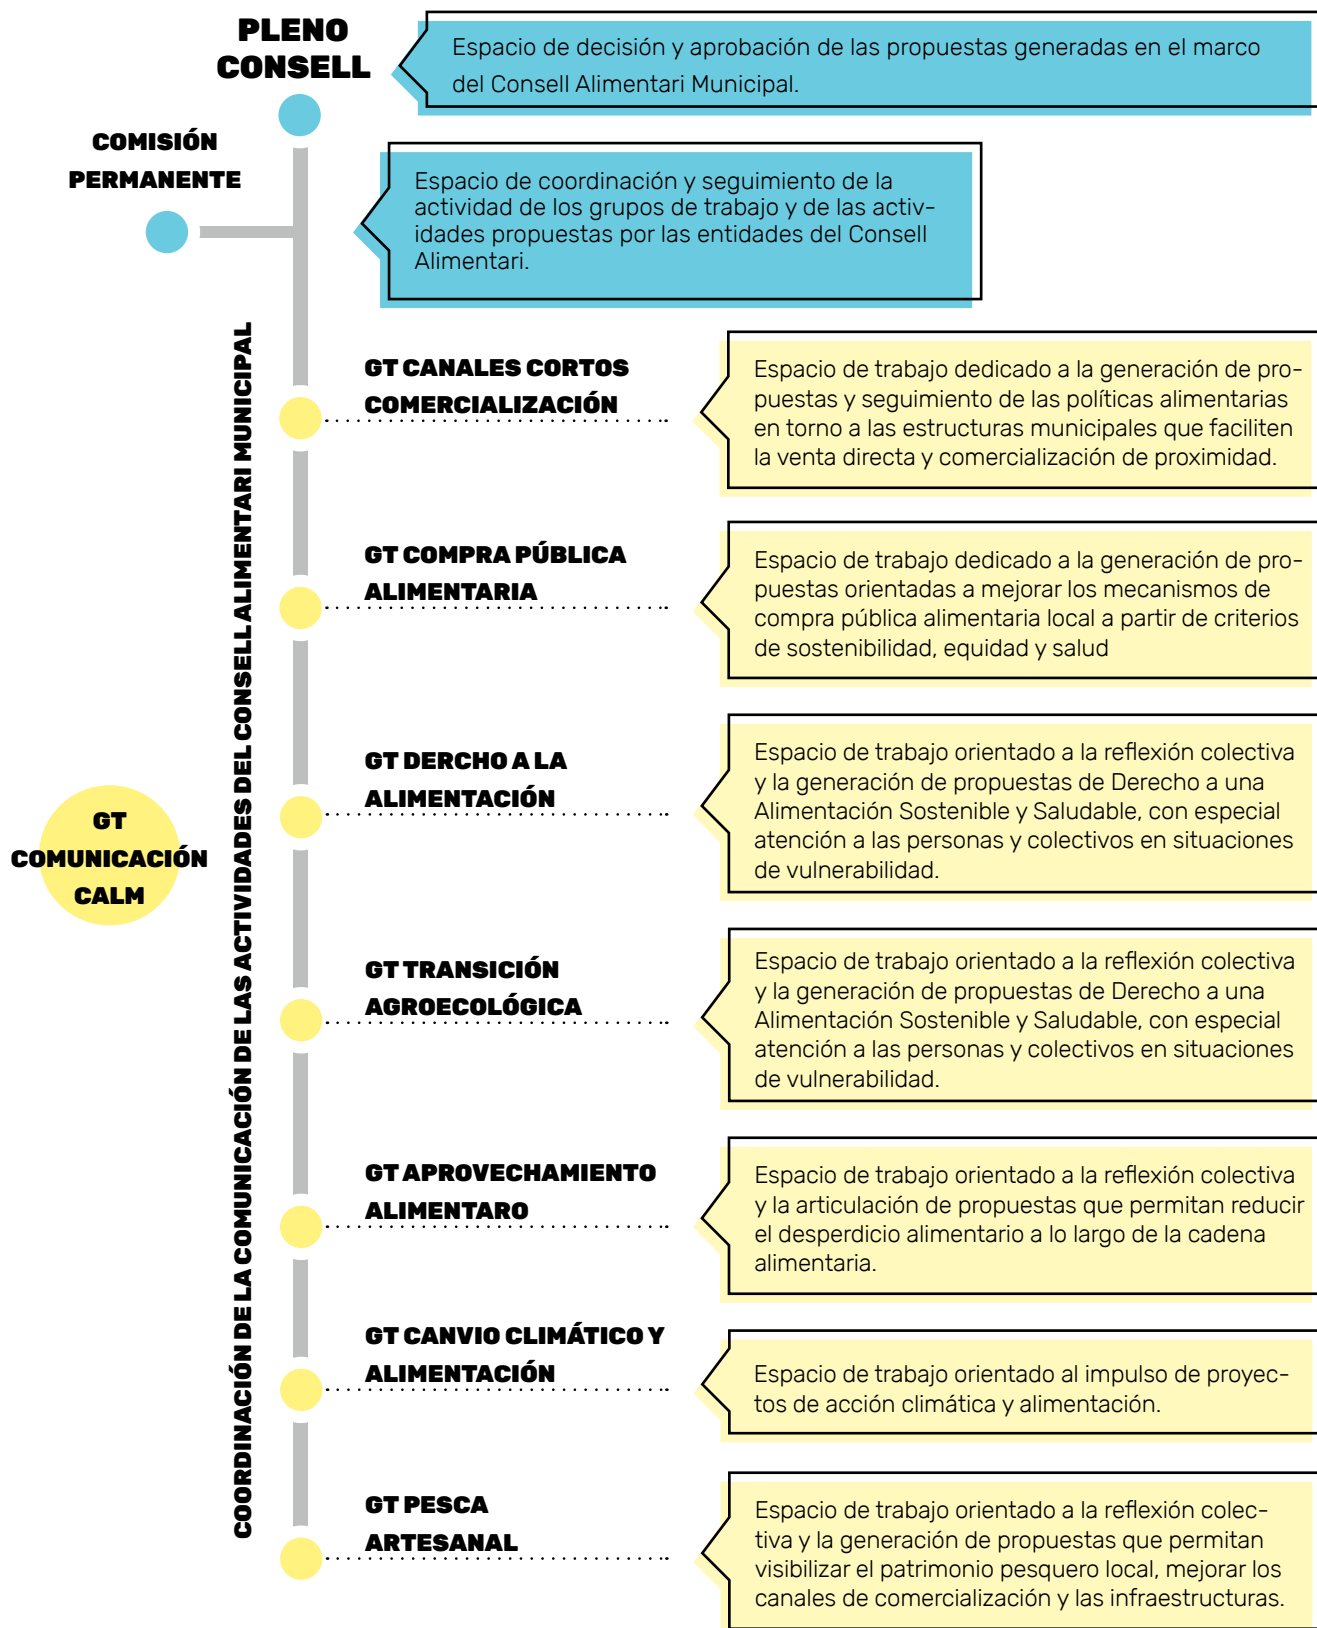 PLENO
CONSELL
Espacio de decisión y aprobación de las propuestas generadas en el marco
del Consell Alimentari Municipal.
COMISIÓN
PERMANENTE
Espacio de coordinación y seguimiento de la
actividad de los grupos de trabajo y de las activ-
idades propuestas por las entidades del Consell
Alimentari.
COORDINACIÓN DE LA COMUNICACIÓN DE LAS ACTIVIDADES DEL CONSELL ALIMENTARI MUNICIPAL
GT
COMUNICACIÓN
CALM
GT CANALES CORTOS
COMERCIALIZACIÓN
Espacio de trabajo dedicado a la generación de pro-
puestas y seguimiento de las políticas alimentarias
en torno a las estructuras municipales que faciliten
la venta directa y comercialización de proximidad.
GT COMPRA PÚBLICA
ALIMENTARIA
Espacio de trabajo dedicado a la generación de pro-
puestas orientadas a mejorar los mecanismos de
compra pública alimentaria local a partir de criterios
de sostenibilidad, equidad y salud
GT DERCHO A LA
ALIMENTACIÓN
Espacio de trabajo orientado a la reflexión colectiva
y la generación de propuestas de Derecho a una
Alimentación Sostenible y Saludable, con especial
atención a las personas y colectivos en situaciones
de vulnerabilidad.
GT TRANSICIÓN
AGROECOLÓGICA
Espacio de trabajo orientado a la reflexión colectiva
y la generación de propuestas de Derecho a una
Alimentación Sostenible y Saludable, con especial
atención a las personas y colectivos en situaciones
de vulnerabilidad.
GT APROVECHAMIENTO
ALIMENTARO
Espacio de trabajo orientado a la reflexión colectiva
y la articulación de propuestas que permitan reducir
el desperdicio alimentario a lo largo de la cadena
alimentaria.
GT CANVIO CLIMÁTICO Y
ALIMENTACIÓN
Espacio de trabajo orientado al impulso de proyec-
tos de acción climática y alimentación.
GT PESCA
ARTESANAL
Espacio de trabajo orientado a la reflexión colec-
tiva y la generación de propuestas que permitan
visibilizar el patrimonio pesquero local, mejorar los
canales de comercialización y las infraestructuras.